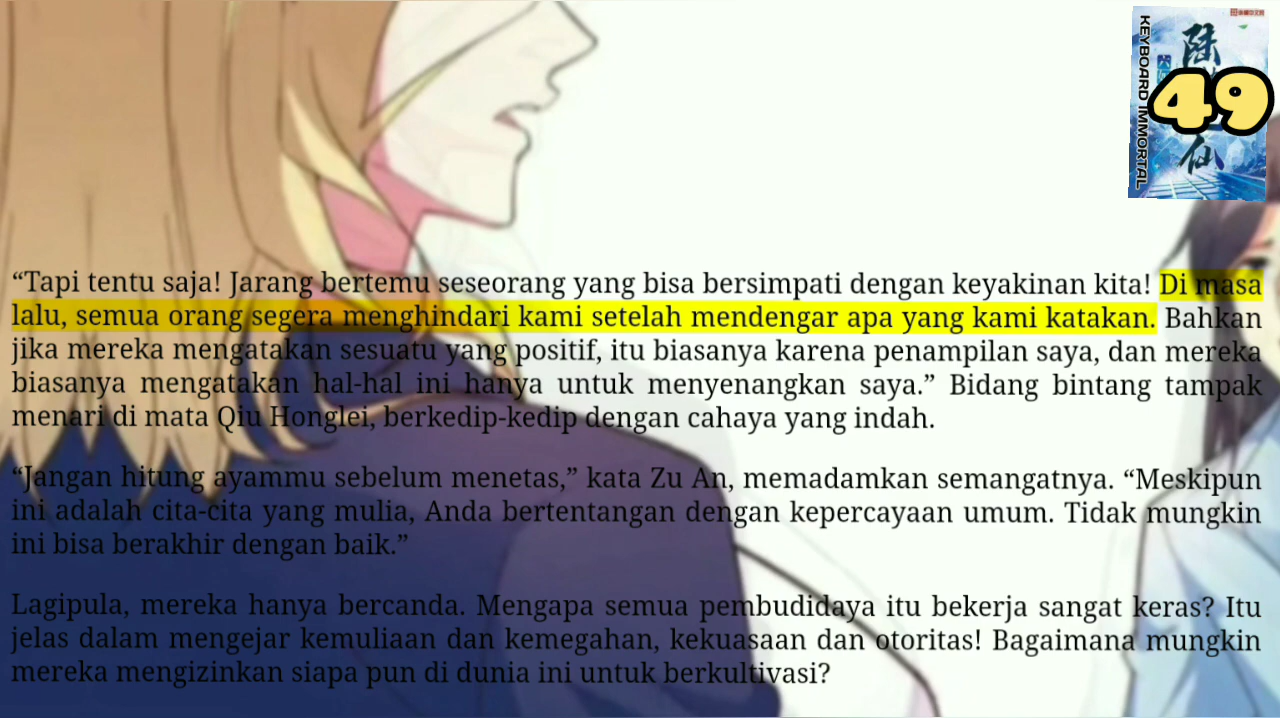 KEYBOARD IMMORTAL
49
“Tapi tentu saja! Jarang bertemu seseorang yang bisa bersimpati dengan keyakinan kita! Di masa
lalu, semua orang segera menghindari kami setelah mendengar apa yang kami katakan. Bahkan
jika mereka mengatakan sesuatu yang positif, itu biasanya karena penampilan saya, dan mereka
biasanya mengatakan hal-hal ini hanya untuk menyenangkan saya.” Bidang bintang tampak
menari di mata Qiu Honglei, berkedip-kedip dengan cahaya yang indah.
“Jangan hitung ayammu sebelum menetas,” kata Zu An, memadamkan semangatnya. “Meskipun
ini adalah cita-cita yang mulia, Anda bertentangan dengan kepercayaan umum. Tidak mungkin
ini bisa berakhir dengan baik.”
Lagipula, mereka hanya bercanda. Mengapa semua pembudidaya itu bekerja sangat keras? Itu
jelas dalam mengejar kemuliaan dan kemegahan, kekuasaan dan otoritas! Bagaimana mungkin
mereka mengizinkan siapa pun di dunia ini untuk berkultivasi?